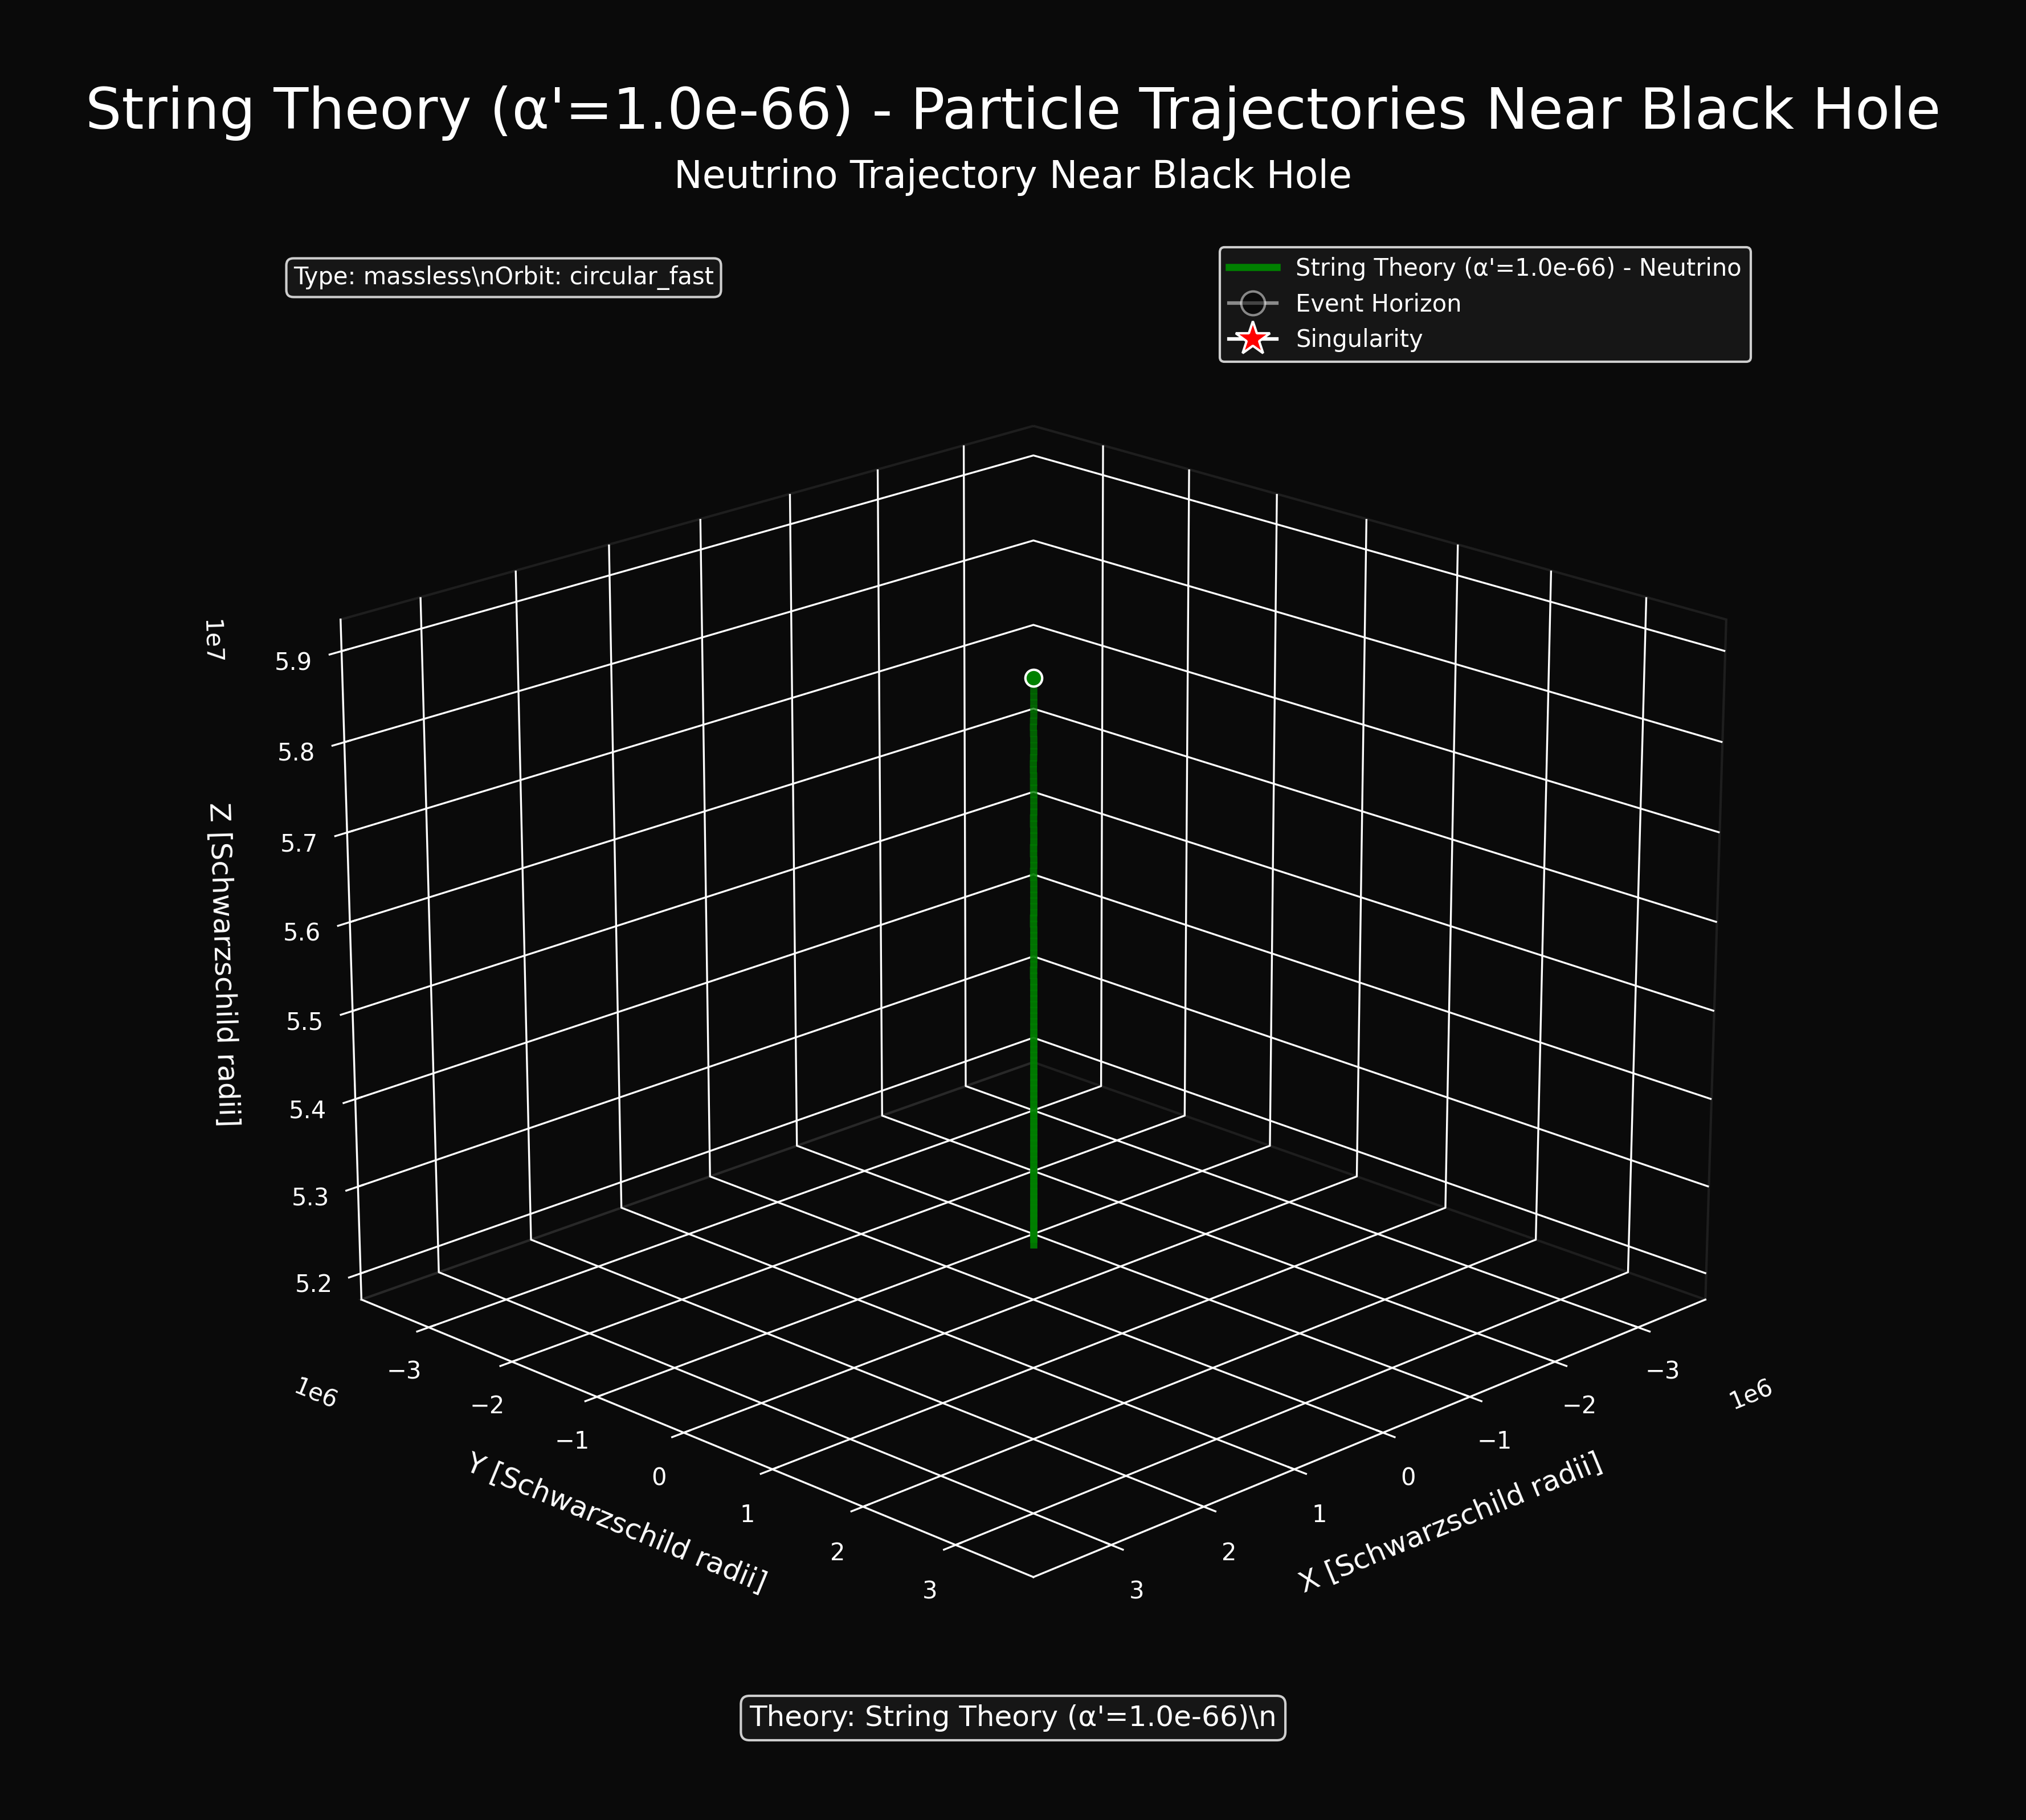 String Theory (α'=1.0e-66) - Particle Trajectories Near Black Hole
Neutrino Trajectory Near Black Hole
Type: massless\nOrbit: circular_fast
String Theory (α'=1.0e-66) - Neutrino
Event Horizon
Singularity
1e7
5.9
5.8
5.7
5.6
5.5
5.4
5.3
5.2
Z [Schwarzschild radii]
−3
−2
−1
0
1
2
3
1e6
Y [Schwarzschild radii]
3
2
1
0
−1
−2
−3
1e6
X [Schwarzschild radii]
Theory: String Theory (α'=1.0e-66)\n